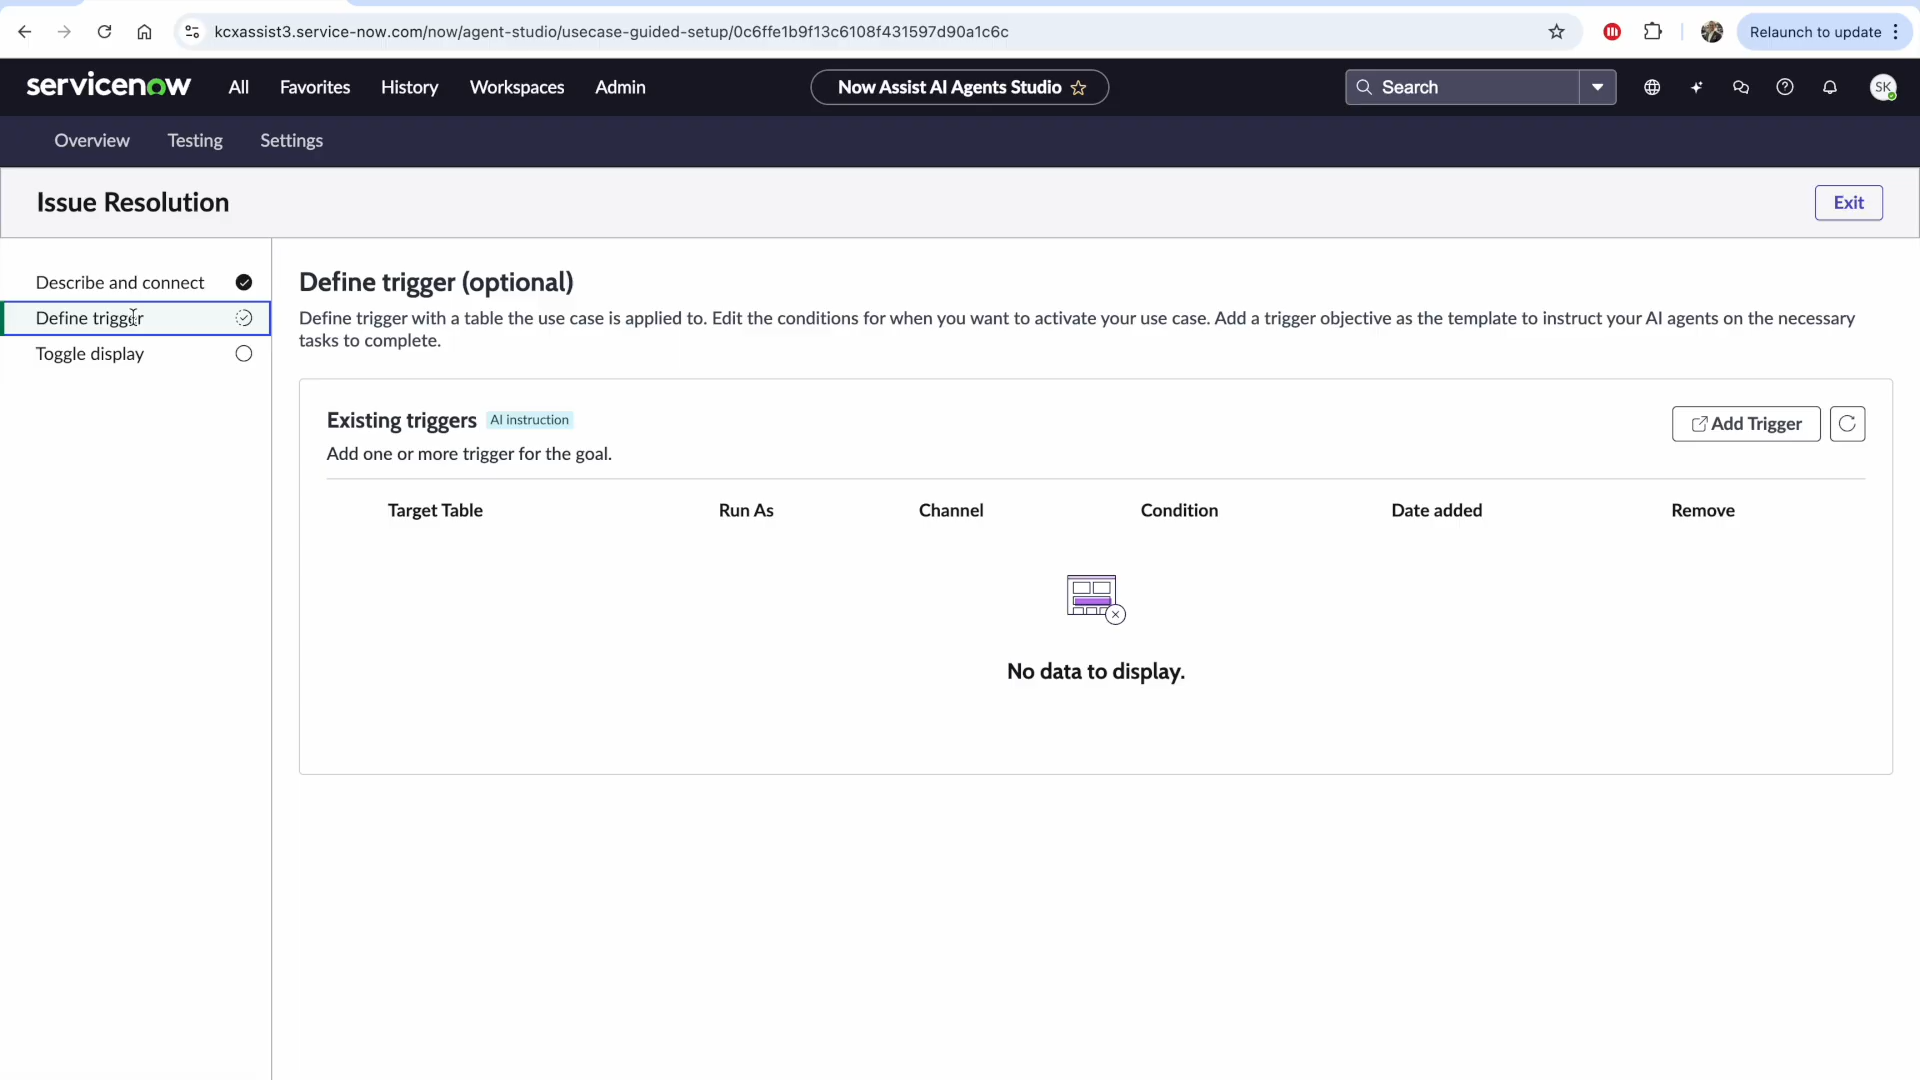 kcxassist3.service-now.com/now/agent-studio/usecase-guided-setup/0c6ffe1b9f13c6108f431597d90a1c6c
Relaunch to update
servicenow
All
Favorites
History
Workspaces
Admin
Now Assist AI Agents Studio
Search
SK
Overview
Testing
Settings
Issue Resolution
Exit
Describe and connect
Define trigger
Toggle display
Define trigger (optional)
Define trigger with a table the use case is applied to. Edit the conditions for when you want to activate your use case. Add a trigger objective as the template to instruct your AI agents on the necessary
tasks to complete.
Existing triggers
AI instruction
Add Trigger
Add one or more trigger for the goal.
Target Table
Run As
Channel
Condition
Date added
Remove
No data to display.